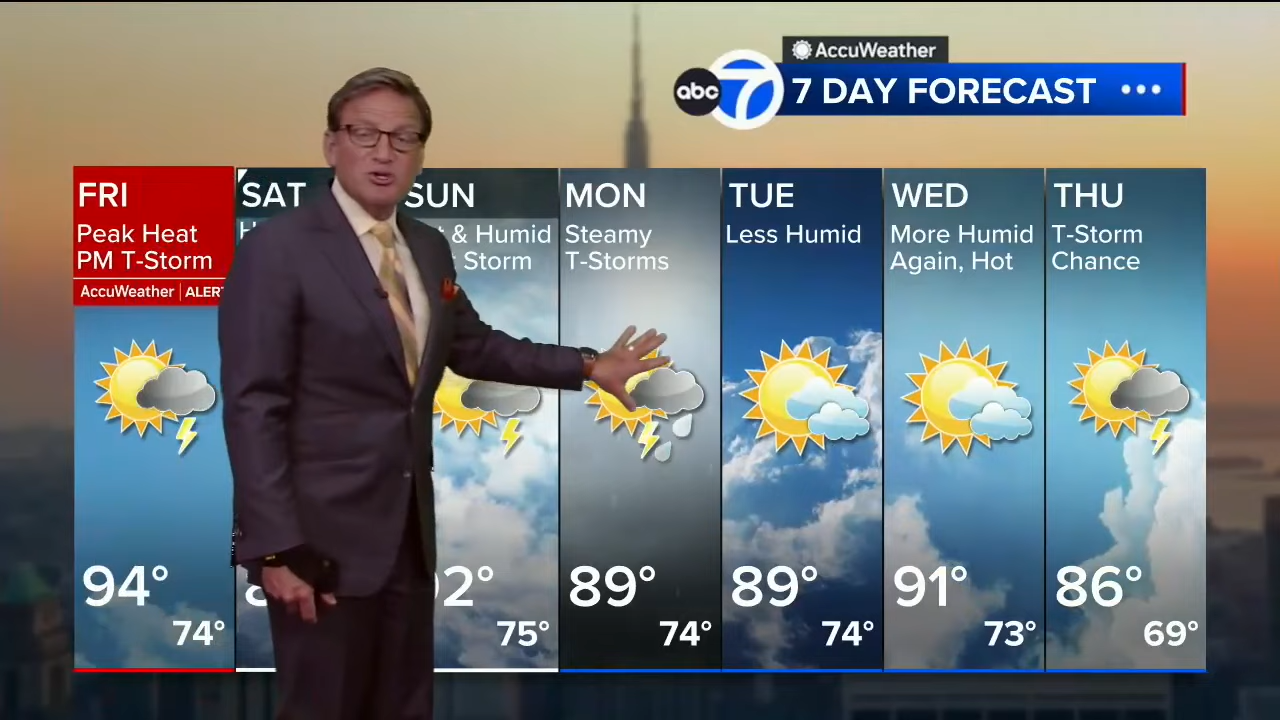 AccuWeather
abc 7 7 DAY FORECAST
FRI
Peak Heat
PM T-Storm
AccuWeather | ALERT
94°
74°
SAT
SUN
& Humid
Storm
92°
75°
MON
Steamy
T-Storms
89°
74°
TUE
Less Humid
89°
74°
WED
More Humid
Again, Hot
91°
73°
THU
T-Storm
Chance
86°
69°